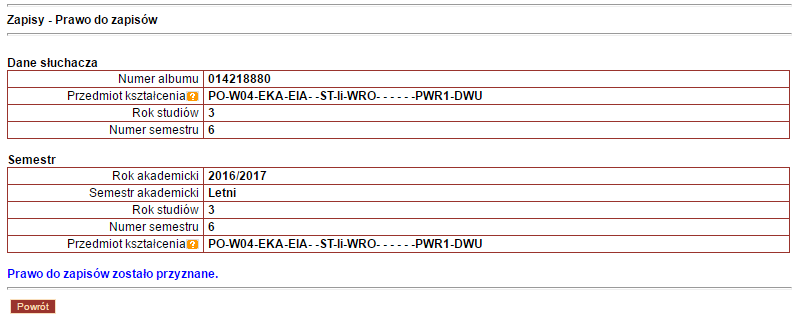 Zapisy - Prawo do zapisów
Dane słuchacza
Numer albumu 014218880
Przedmiot kształcenia ? PO-W04-EKA-EIA- -ST-Ii-WRO- - - - - -PWR1-DWU
Rok studiów 3
Numer semestru 6
Semestr
Rok akademicki 2016/2017
Semestr akademicki Letni
Rok studiów 3
Numer semestru 6
Przedmiot kształcenia ? PO-W04-EKA-EIA- -ST-Ii-WRO- - - - - -PWR1-DWU
Prawo do zapisów zostało przyznane.
Powrót